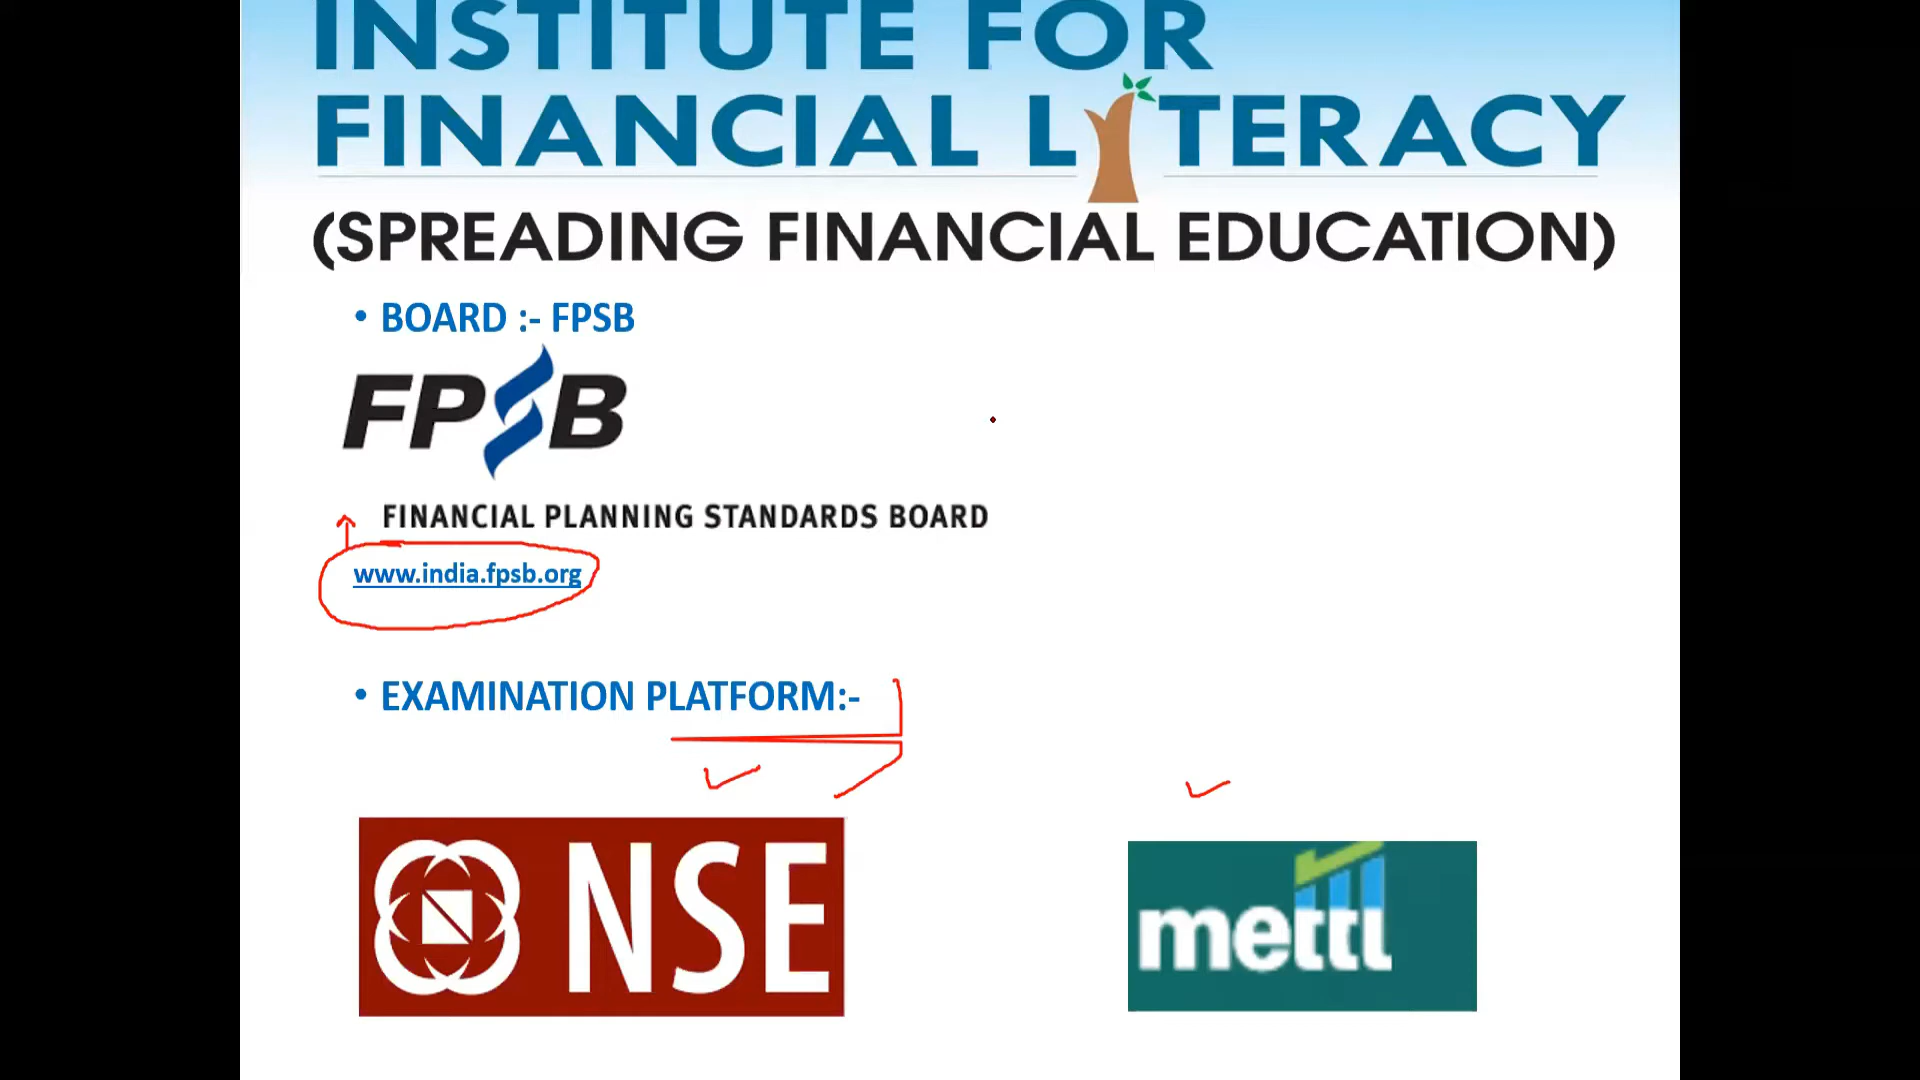 INSTITUTE FOR
FINANCIAL LITERACY
(SPREADING FINANCIAL EDUCATION)
• BOARD :- FPSB
FPSB
FINANCIAL PLANNING STANDARDS BOARD
www.india.fpsb.org
• EXAMINATION PLATFORM:-
NSE
mettl